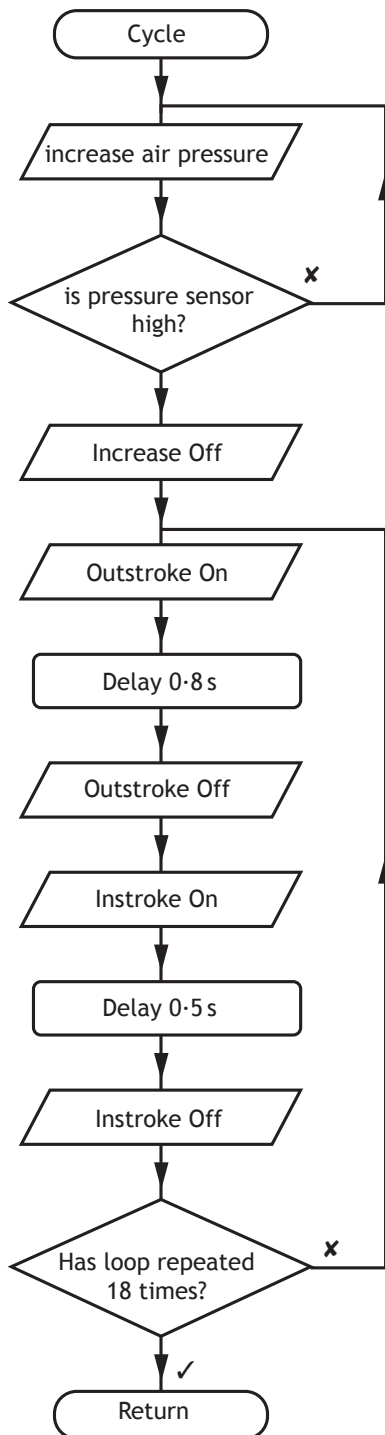 Cycle
increase air pressure
✘
is pressure sensor
high?
Increase Off
Outstroke On
Delay 0·8 s
Outstroke Off
Instroke On
Delay 0·5 s
Instroke Off
✘
Has loop repeated
18 times?
✓
Return